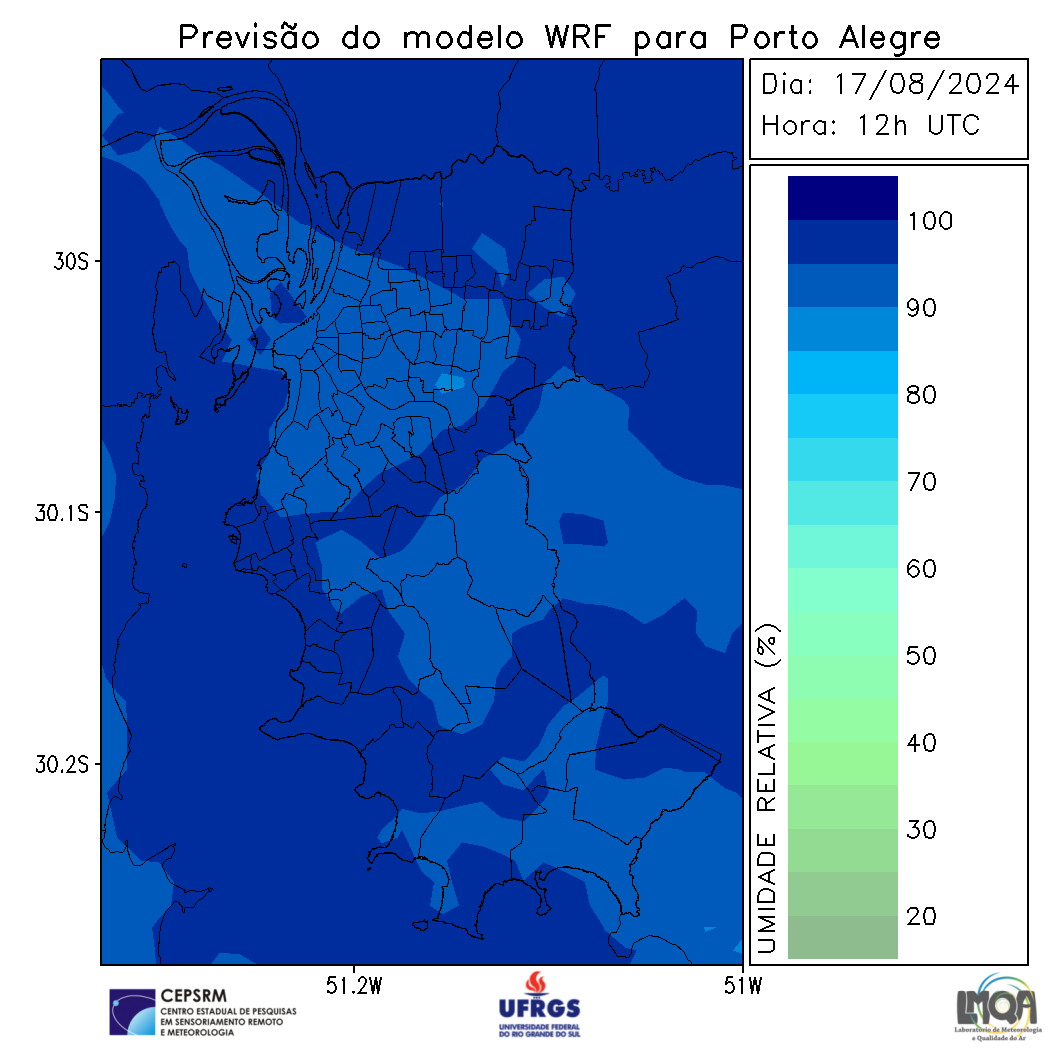 Previsão do modelo WRF para Porto Alegre
Dia: 17/08/2024
Hora: 12h UTC
100
90
80
70
60
50
40
30
20
UMIDADE RELATIVA (%)
30S
30.1S
30.2S
51.2W
51W
CEPSRM
CENTRO ESTADUAL DE PESQUISAS
EM SENSORIAMENTO REMOTO
E METEOROLOGIA
UFRGS
UNIVERSIDADE FEDERAL
DO RIO GRANDE DO SUL
LMQA
Laboratório de Meteorologia
e Qualidade do Ar